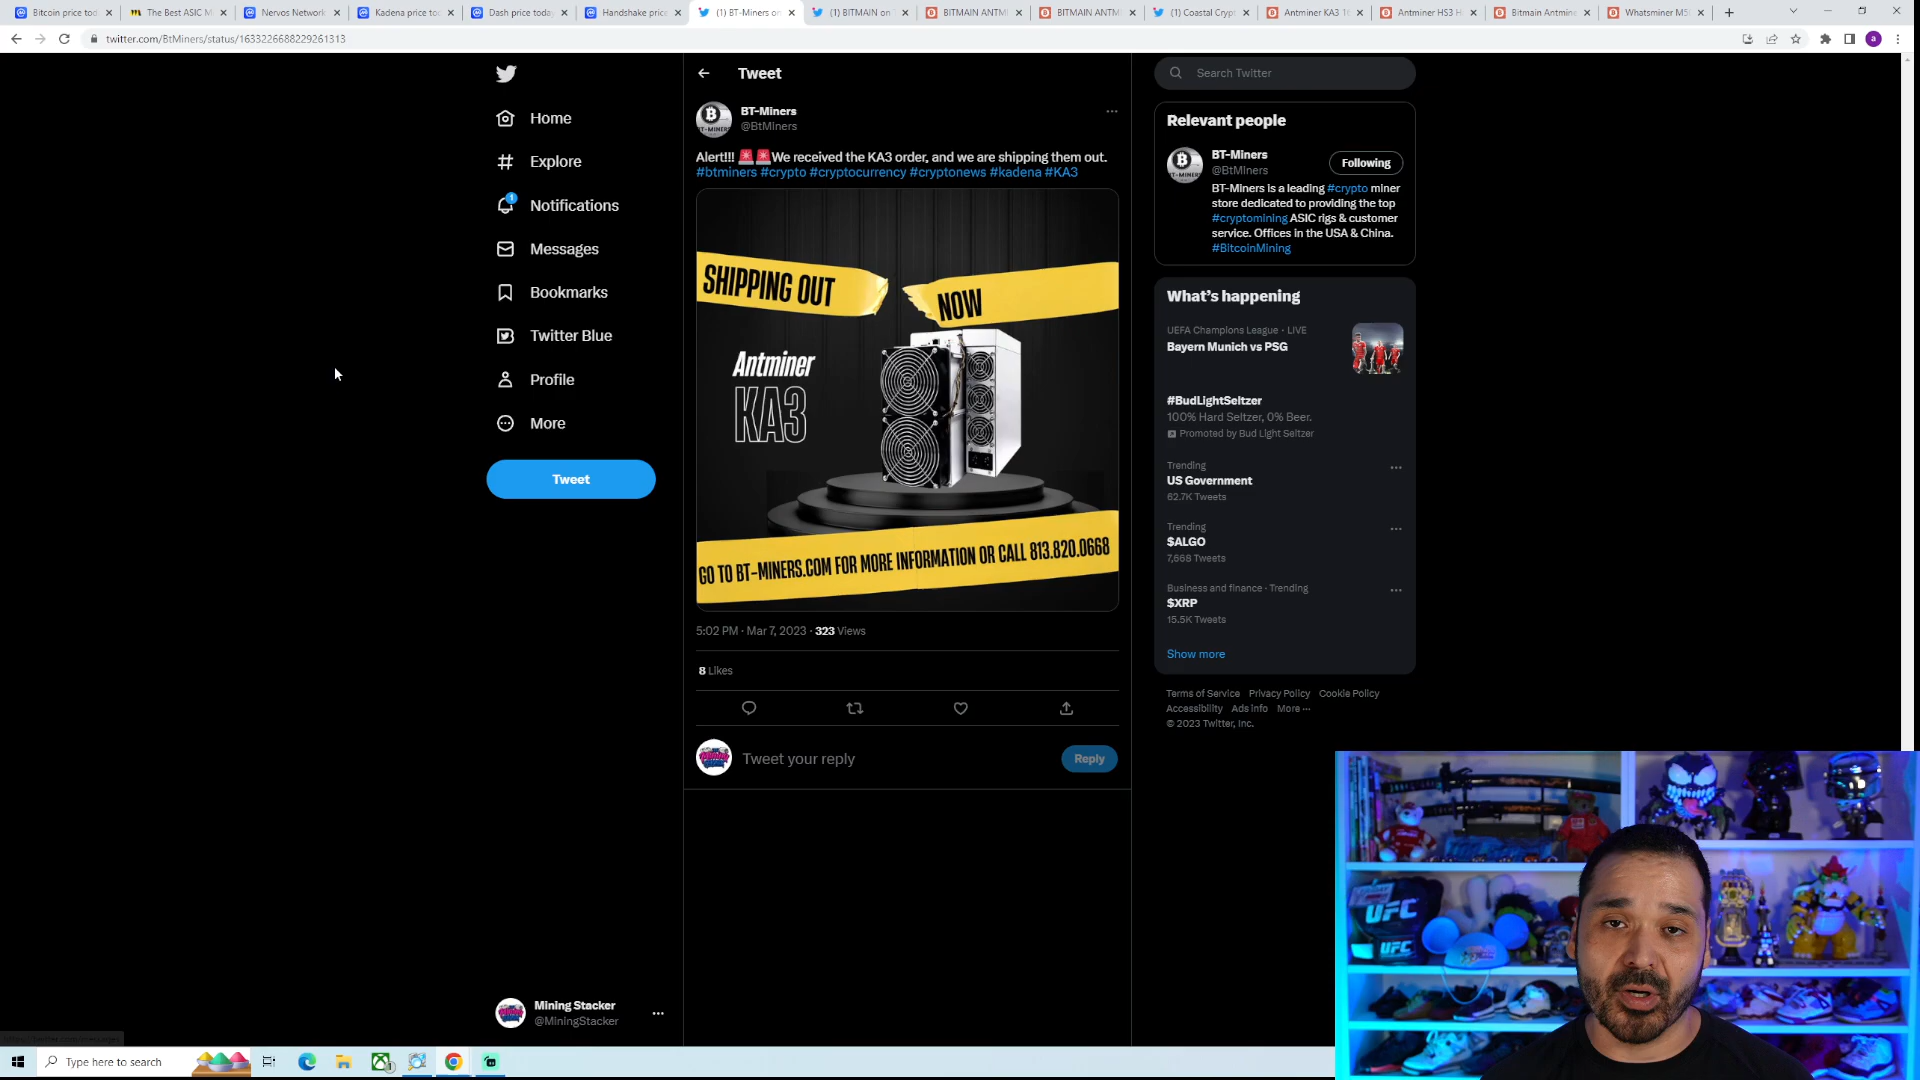 Bitcoin price tod
The Best ASIC M
Nervos Network
Kadena price to
Dash price today
Handshake price
(1) BT-Miners on
(1) BITMAIN on T
BITMAIN ANTM
BITMAIN ANTM
(1) Coastal Cryp
Antminer KA3 16
Antminer HS3 H
Bitmain Antmin
Whatsminer M5
twitter.com/BtMiners/status/1633226688229261313
a
Home
Explore
1
Notifications
Messages
Bookmarks
Twitter Blue
Profile
More
Tweet
Mining Stacker
@MiningStacker
Tweet
BT-Miners
@BtMiners
Alert!!! 🚨🚨We received the KA3 order, and we are shipping them out.
#btminers #crypto #cryptocurrency #cryptonews #kadena #KA3
SHIPPING OUT
NOW
Antminer
KA3
GO TO BT-MINERS.COM FOR MORE INFORMATION OR CALL 813.820.0668
5:02 PM · Mar 7, 2023 · 323 Views
8 Likes
Tweet your reply
Reply
Search Twitter
Relevant people
BT-Miners
@BtMiners
Following
BT-Miners is a leading #crypto miner
store dedicated to providing the top
#cryptomining ASIC rigs & customer
service. Offices in the USA & China.
#BitcoinMining
What's happening
UEFA Champions League · LIVE
Bayern Munich vs PSG
#BudLightSeltzer
100% Hard Seltzer, 0% Beer.
Promoted by Bud Light Seltzer
Trending
US Government
62.7K Tweets
Trending
$ALGO
7,668 Tweets
Business and finance · Trending
$XRP
15.5K Tweets
Show more
Terms of Service Privacy Policy Cookie Policy
Accessibility Ads info More ···
© 2023 Twitter, Inc.
UFC
UFC
Type here to search